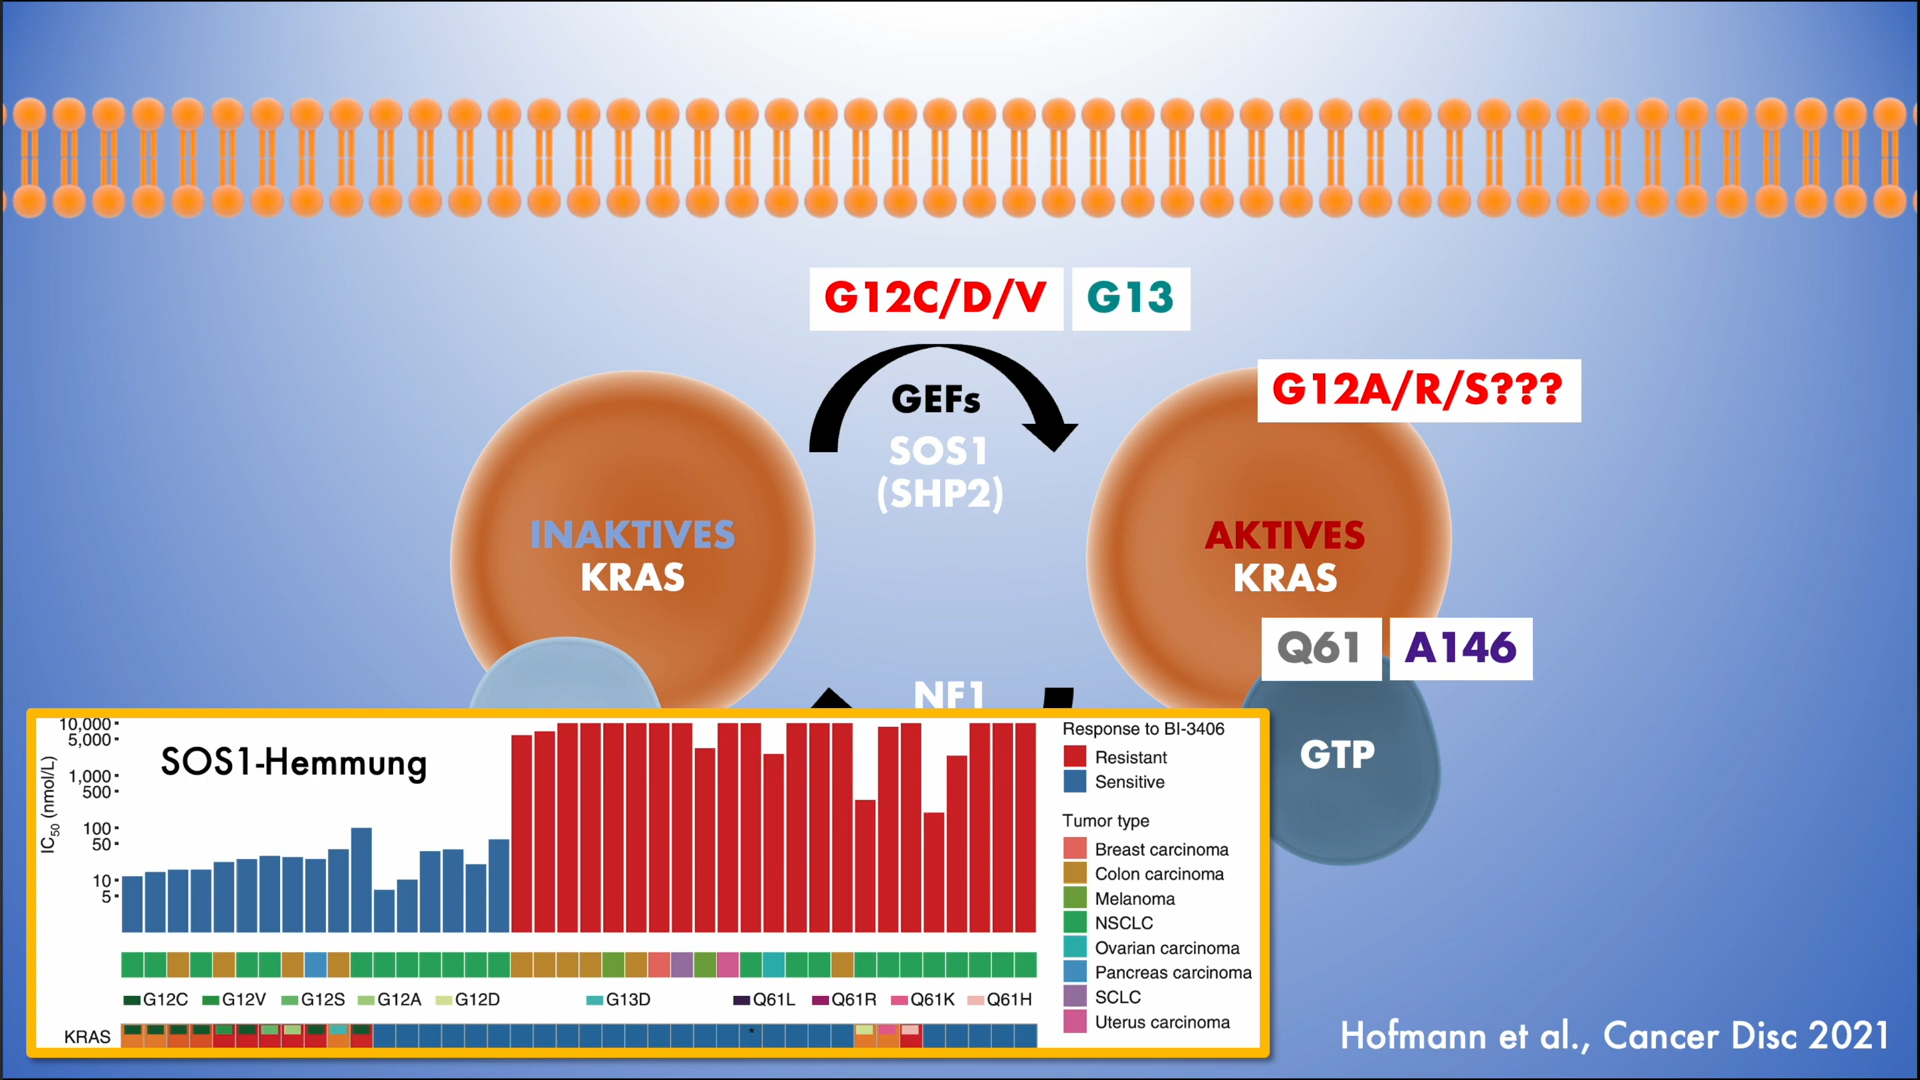 G12C/D/V G13
G12A/R/S???
GEFs
SOS1
(SHP2)
INAKTIVES
KRAS
AKTIVES
KRAS
Q61 A146
NF1
GTP
SOS1-Hemmung
IC50 (nmol/L)
10,000
5,000
1,000
500
100
50
10
5
Response to BI-3406
Resistant
Sensitive
Tumor type
Breast carcinoma
Colon carcinoma
Melanoma
NSCLC
Ovarian carcinoma
Pancreas carcinoma
SCLC
Uterus carcinoma
G12C G12V G12S G12A G12D G13D Q61L Q61R Q61K Q61H
KRAS
*
Hofmann et al., Cancer Disc 2021